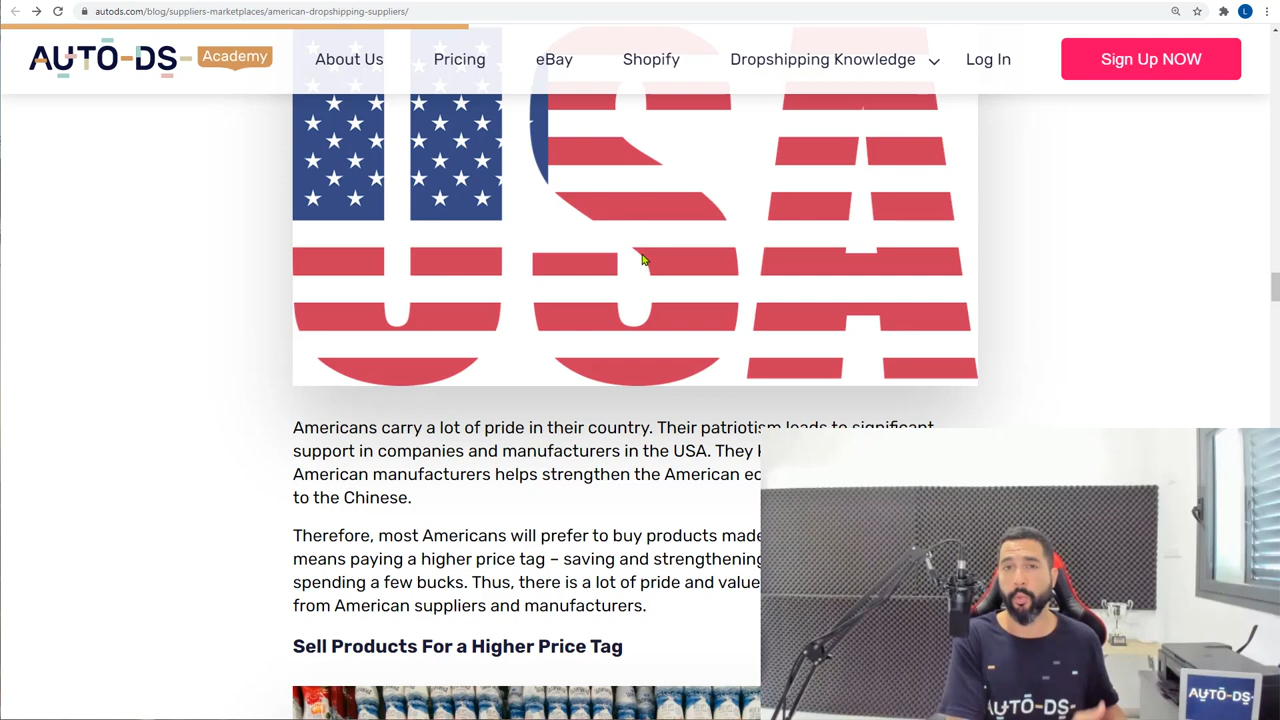 autods.com/blog/suppliers-marketplaces/american-dropshipping-suppliers/
L
AUTO-DS- Academy
About Us
Pricing
eBay
Shopify
Dropshipping Knowledge
Log In
Sign Up NOW
USA
Americans carry a lot of pride in their country. Their patriotism leads to significant
support in companies and manufacturers in the USA. They
American manufacturers helps strengthen the American
to the Chinese.
Therefore, most Americans will prefer to buy products made
means paying a higher price tag – saving and strengthening
spending a few bucks. Thus, there is a lot of pride and value
from American suppliers and manufacturers.
Sell Products For a Higher Price Tag
AUTO-DS-
AUTO-DS-